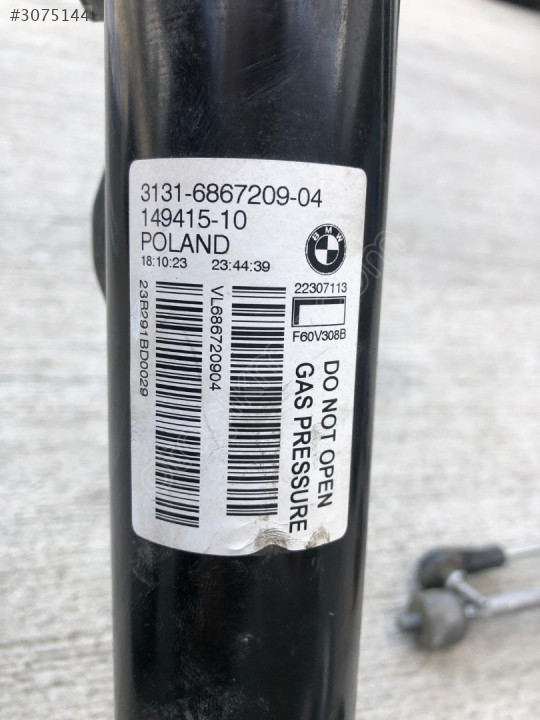 #3075144
3131-6867209-04
149415-10
POLAND
18:10:23 23:44:39
BMW
22307113
F60V308B
23B291BD0029
VL686720904
DO NOT OPEN
GAS PRESSURE